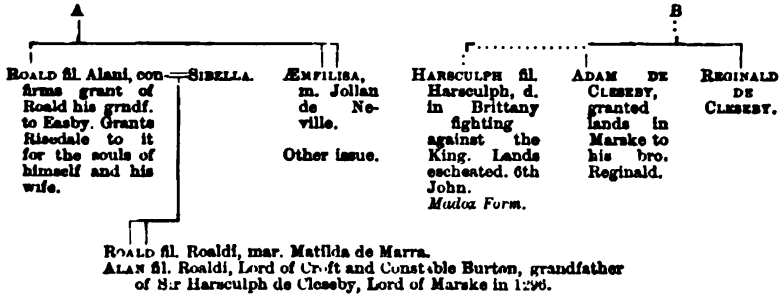 A
B
ROALD fil. Alani, con-
firms grant of
Roald his grndf.
to Easby. Grants
Risedale to it
for the souls of
himself and his
wife.
SIBELLA.
ÆMFILISA,
m. Jollan
de Ne-
ville.
Other issue.
HARSCULPH fil.
Harsculph, d.
in Brittany
fighting
against the
King. Lands
escheated. 6th
John.
Madox Form.
ADAM DE
CLESEBY,
granted
lands in
Marske to
his bro.
Reginald.
REGINALD
DE
CLESEBY.
ROALD fil. Roaldi, mar. Matilda de Marra.
ALAN fil. Roaldi, Lord of Croft and Constable Burton, grandfather
of Sir Harsculph de Cleseby, Lord of Marske in 1296.